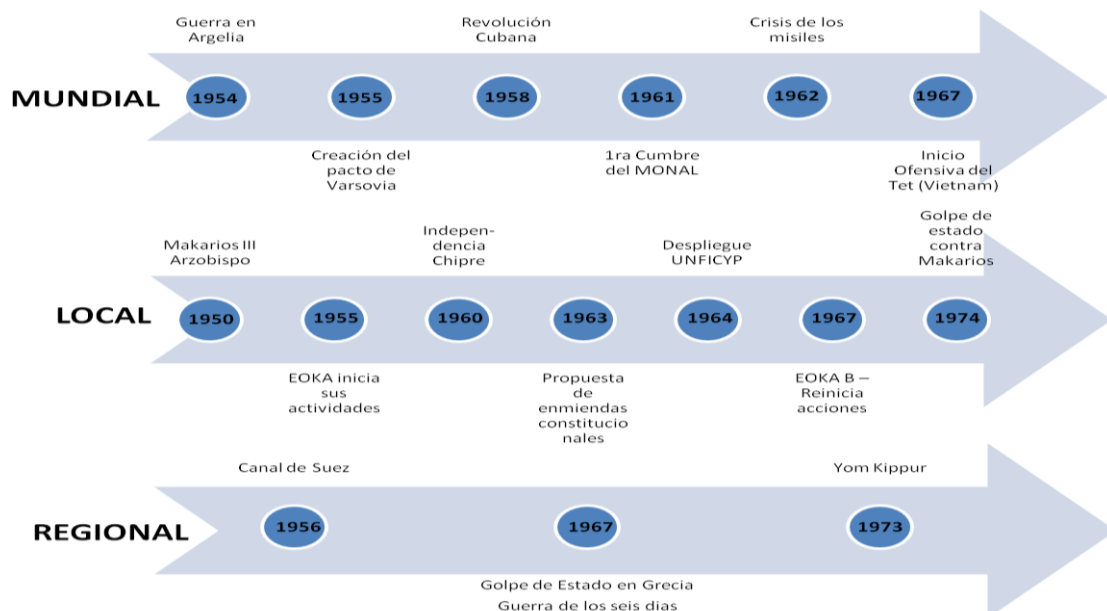 Guerra en
Argelia
Revolución
Cubana
Crisis de los
misiles
MUNDIAL
1954
1955
1958
1961
1962
1967
Creación del
pacto de
Varsovia
1ra Cumbre
del MONAL
Inicio
Ofensiva del
Tet (Vietnam)
Makarios III
Arzobispo
Indepen-
dencia
Chipre
Despliegue
UNFICYP
Golpe de
estado
contra
Makarios
LOCAL
1950
1955
1960
1963
1964
1967
1974
EOKA inicia
sus
actividades
Propuesta
de
enmiendas
constitucio
nales
EOKA B –
Reinicia
acciones
Canal de Suez
Yom Kippur
REGIONAL
1956
1967
1973
Golpe de Estado en Grecia
Guerra de los seis dias